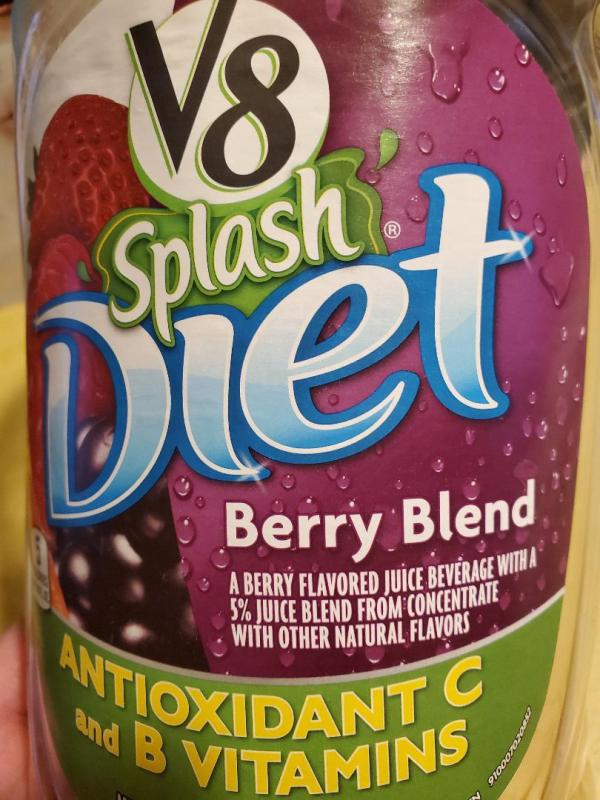 V8
Splash®
Diet
Berry Blend
A BERRY FLAVORED JUICE BEVERAGE WITH A
5% JUICE BLEND FROM CONCENTRATE
WITH OTHER NATURAL FLAVORS
ANTIOXIDANT C
and B VITAMINS